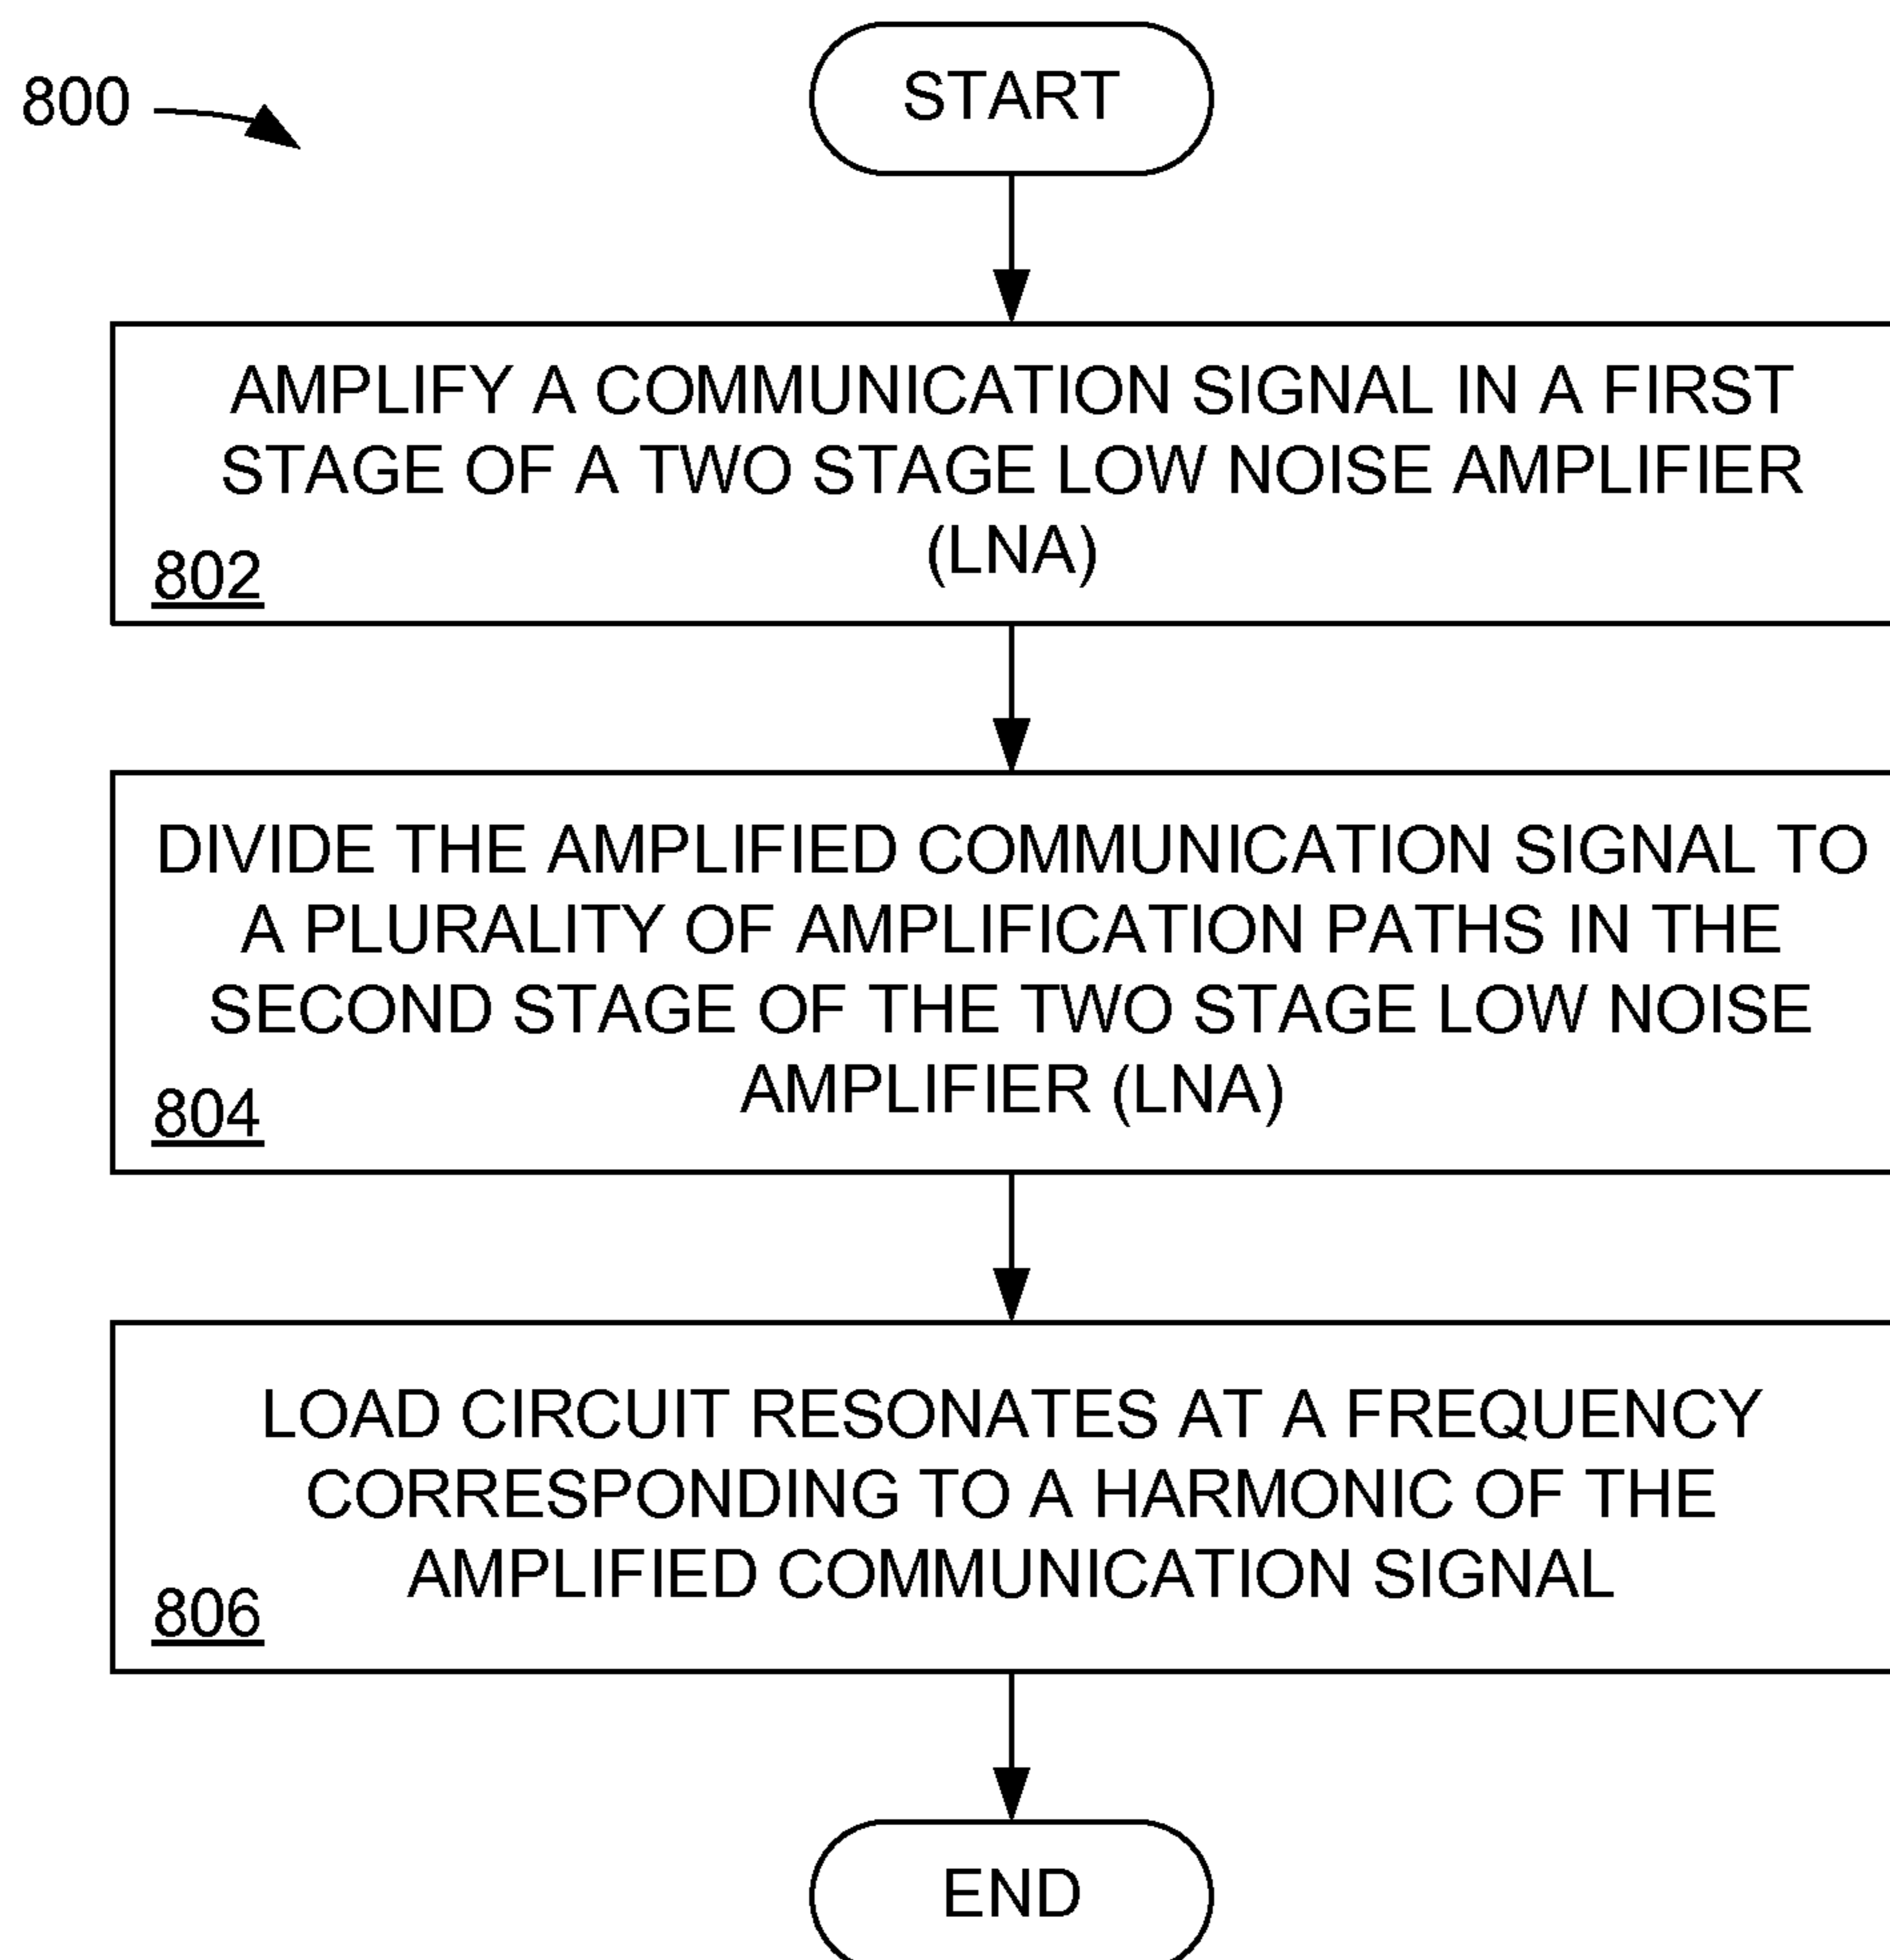 800
START
AMPLIFY A COMMUNICATION SIGNAL IN A FIRST
STAGE OF A TWO STAGE LOW NOISE AMPLIFIER
(LNA)
802
DIVIDE THE AMPLIFIED COMMUNICATION SIGNAL TO
A PLURALITY OF AMPLIFICATION PATHS IN THE
SECOND STAGE OF THE TWO STAGE LOW NOISE
AMPLIFIER (LNA)
804
LOAD CIRCUIT RESONATES AT A FREQUENCY
CORRESPONDING TO A HARMONIC OF THE
AMPLIFIED COMMUNICATION SIGNAL
806
END